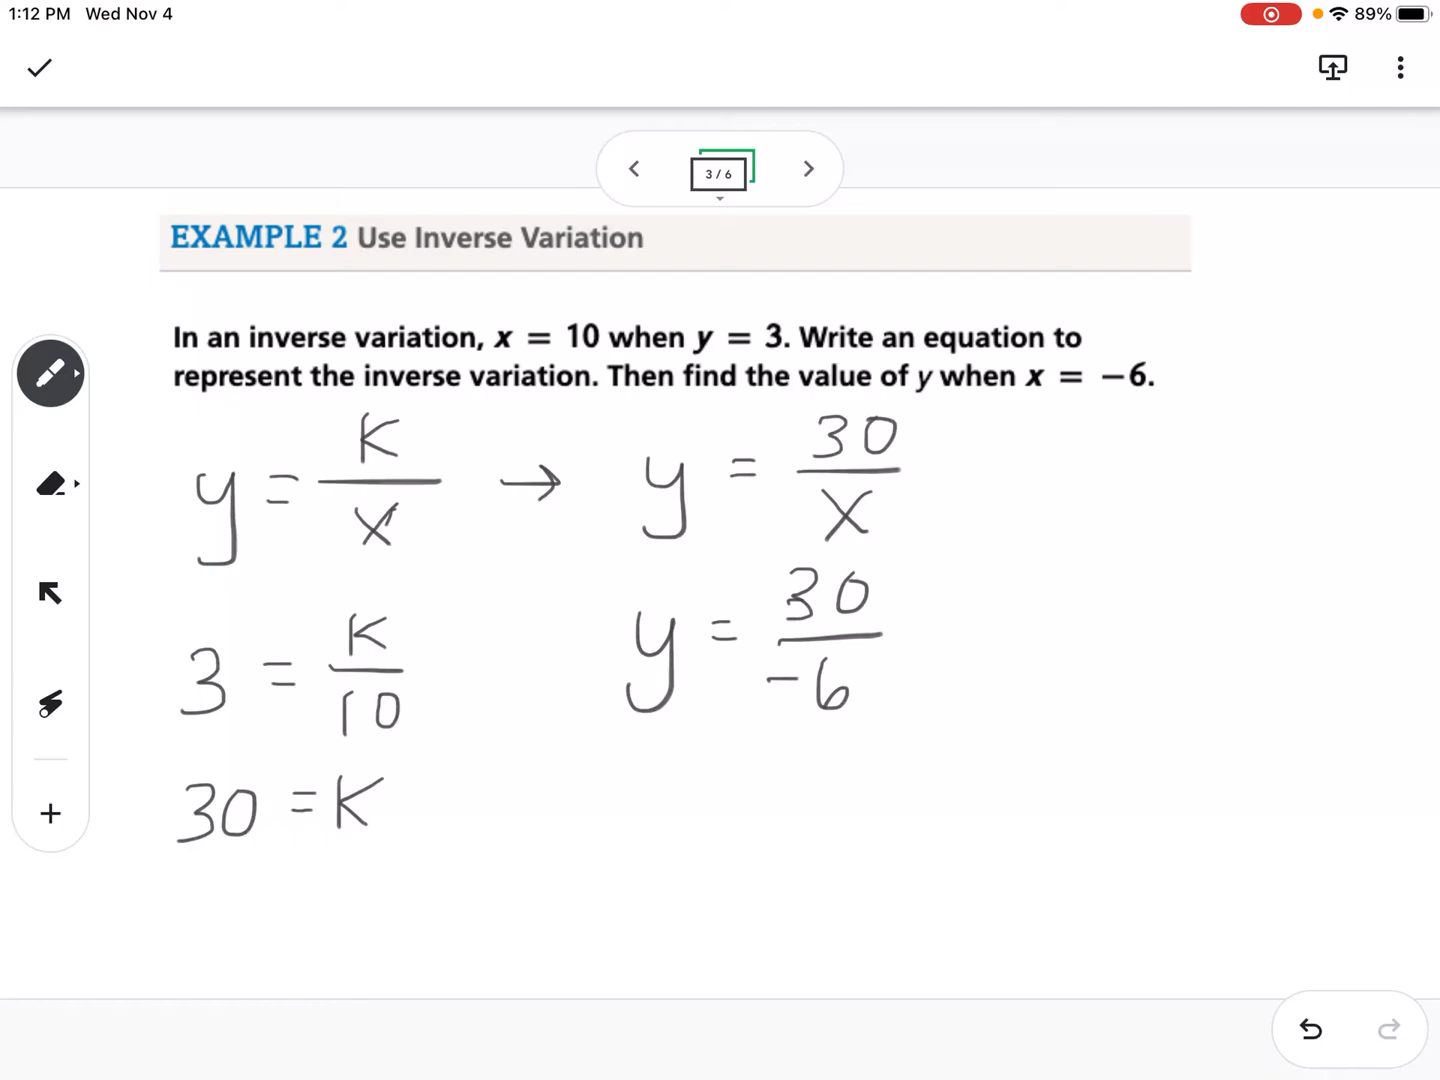 1:12 PM Wed Nov 4 89%
3 / 6
EXAMPLE 2 Use Inverse Variation
In an inverse variation, x = 10 when y = 3. Write an equation to
represent the inverse variation. Then find the value of y when x = −6.
y = K/x → y = 30/x
3 = K/10
y = 30/-6
30 = K